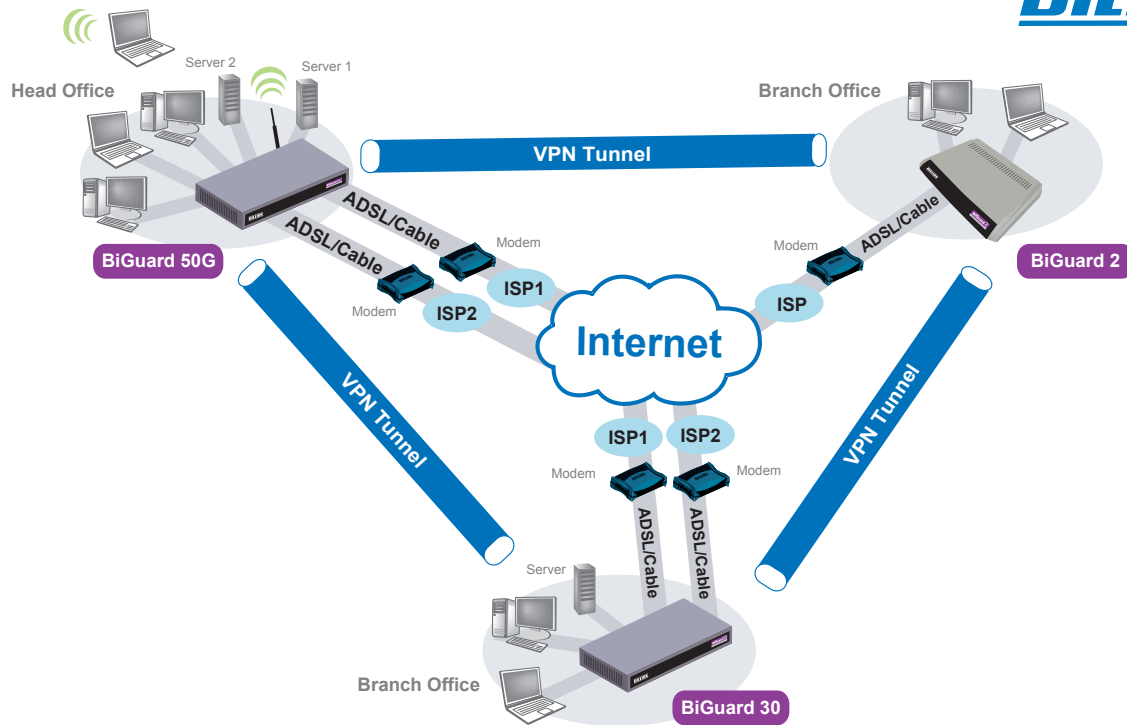 Server 2
Server 1
Head Office
Branch Office
VPN Tunnel
ADSL/Cable
ADSL/Cable
Modem
Modem
ADSL/Cable
BiGuard 50G
BiGuard 2
ISP1
ISP
Modem
ISP2
Internet
VPN Tunnel
VPN Tunnel
ISP1
ISP2
Modem
Modem
ADSL/Cable
ADSL/Cable
Server
Branch Office
BiGuard 30